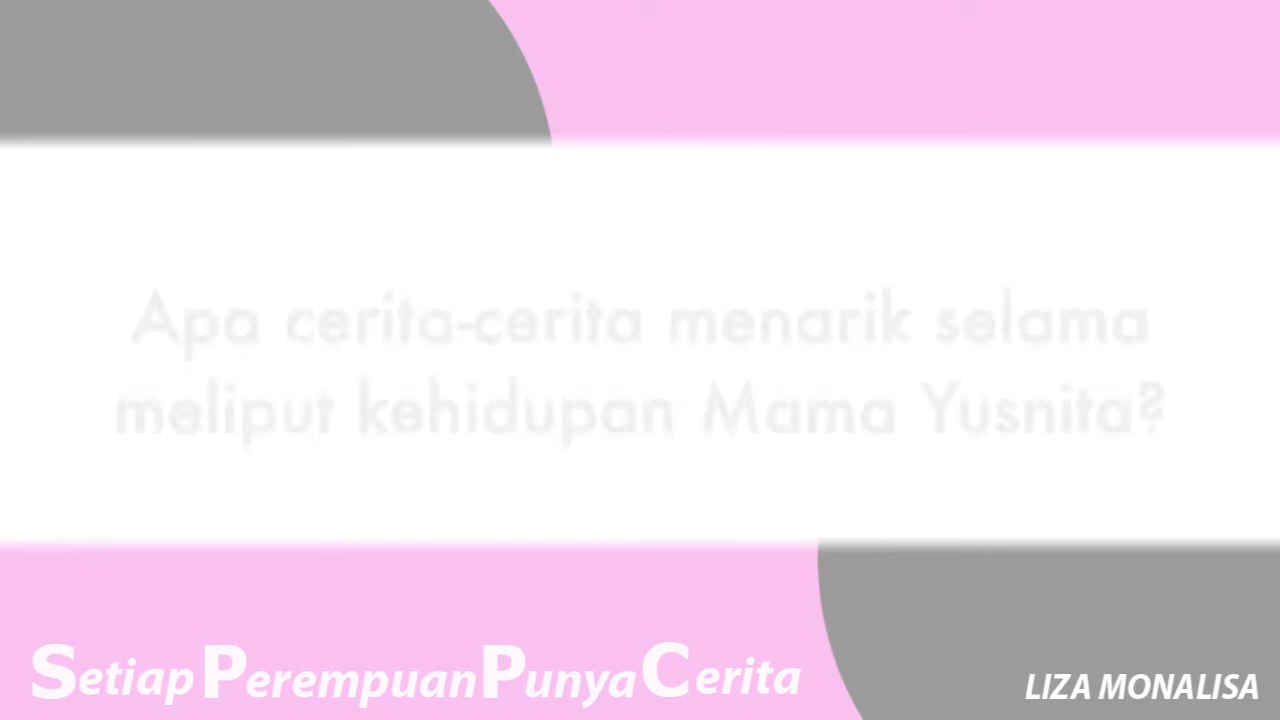 Apa cerita-cerita menarik selama
meliput kehidupan Mama Yusnita?
SetiapPerempuanPunyaCerita
LIZA MONALISA